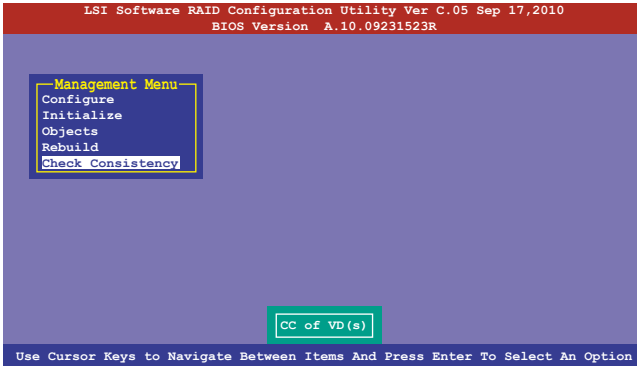 LSI Software RAID Configuration Utility Ver C.05 Sep 17,2010
BIOS Version A.10.09231523R
Management Menu
Configure
Initialize
Objects
Rebuild
Check Consistency
CC of VD(s)
Use Cursor Keys to Navigate Between Items And Press Enter To Select An Option